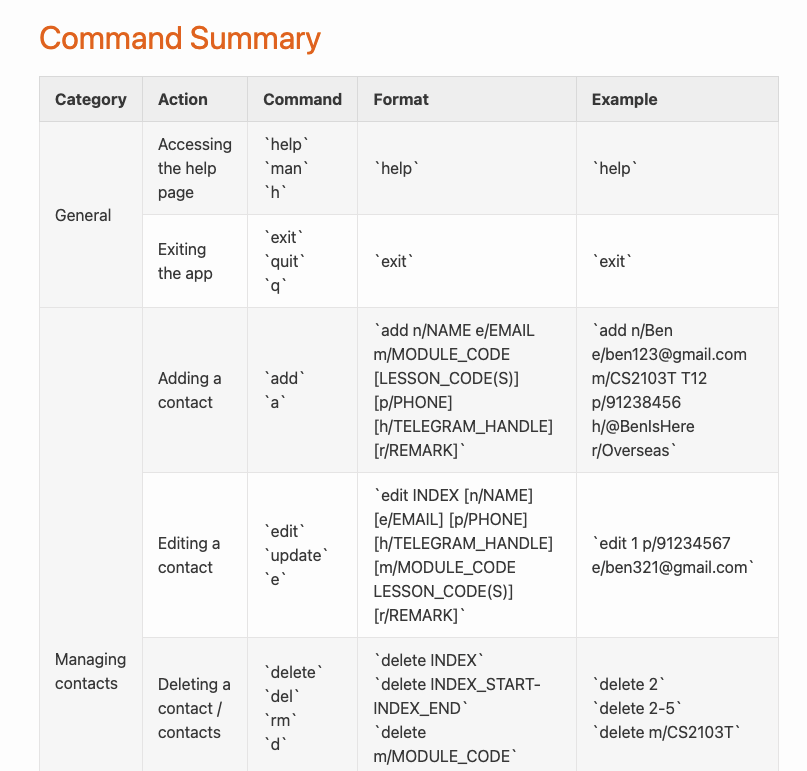 Command Summary
Category Action Command Format Example
General
Accessing
the help
page
`help`
`man`
`h`
`help`
`help`
Exiting
the app
`exit`
`quit`
`q`
`exit`
`exit`
Managing
contacts
Adding a
contact
`add`
`a`
`add n/NAME e/EMAIL
m/MODULE_CODE
[LESSON_CODE(S)]
[p/PHONE]
[h/TELEGRAM_HANDLE]
[r/REMARK]`
`add n/Ben
e/ben123@gmail.com
m/CS2103T T12
p/91238456
h/@BenIsHere
r/Overseas`
Editing a
contact
`edit`
`update`
`e`
`edit INDEX [n/NAME]
[e/EMAIL] [p/PHONE]
[h/TELEGRAM_HANDLE]
[m/MODULE_CODE
LESSON_CODE(S)]
[r/REMARK]`
`edit 1 p/91234567
e/ben321@gmail.com`
Deleting a
contact /
contacts
`delete`
`del`
`rm`
`d`
`delete INDEX`
`delete INDEX_START-
INDEX_END`
`delete
m/MODULE_CODE`
`delete 2`
`delete 2-5`
`delete m/CS2103T`